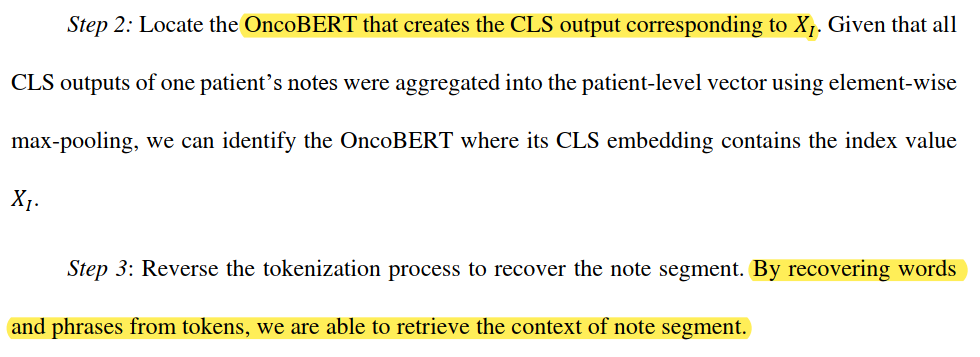 Step 2: Locate the OncoBERT that creates the CLS output corresponding to X_I. Given that all
CLS outputs of one patient’s notes were aggregated into the patient-level vector using element-wise
max-pooling, we can identify the OncoBERT where its CLS embedding contains the index value
X_I.
Step 3: Reverse the tokenization process to recover the note segment. By recovering words
and phrases from tokens, we are able to retrieve the context of note segment.